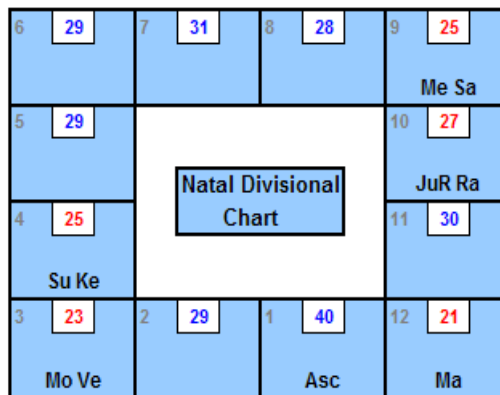 6 29 7 31 8 28 9 25
Me Sa
5 29 10 27
Natal Divisional
Chart
JuR Ra
4 25 11 30
Su Ke
3 23 2 29 1 40 12 21
Mo Ve Asc Ma